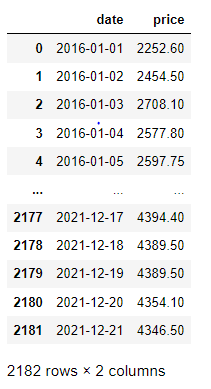 date price
0 2016-01-01 2252.60
1 2016-01-02 2454.50
2 2016-01-03 2708.10
3 2016-01-04 2577.80
4 2016-01-05 2597.75
... ... ...
2177 2021-12-17 4394.40
2178 2021-12-18 4389.50
2179 2021-12-19 4389.50
2180 2021-12-20 4354.10
2181 2021-12-21 4346.50
2182 rows × 2 columns